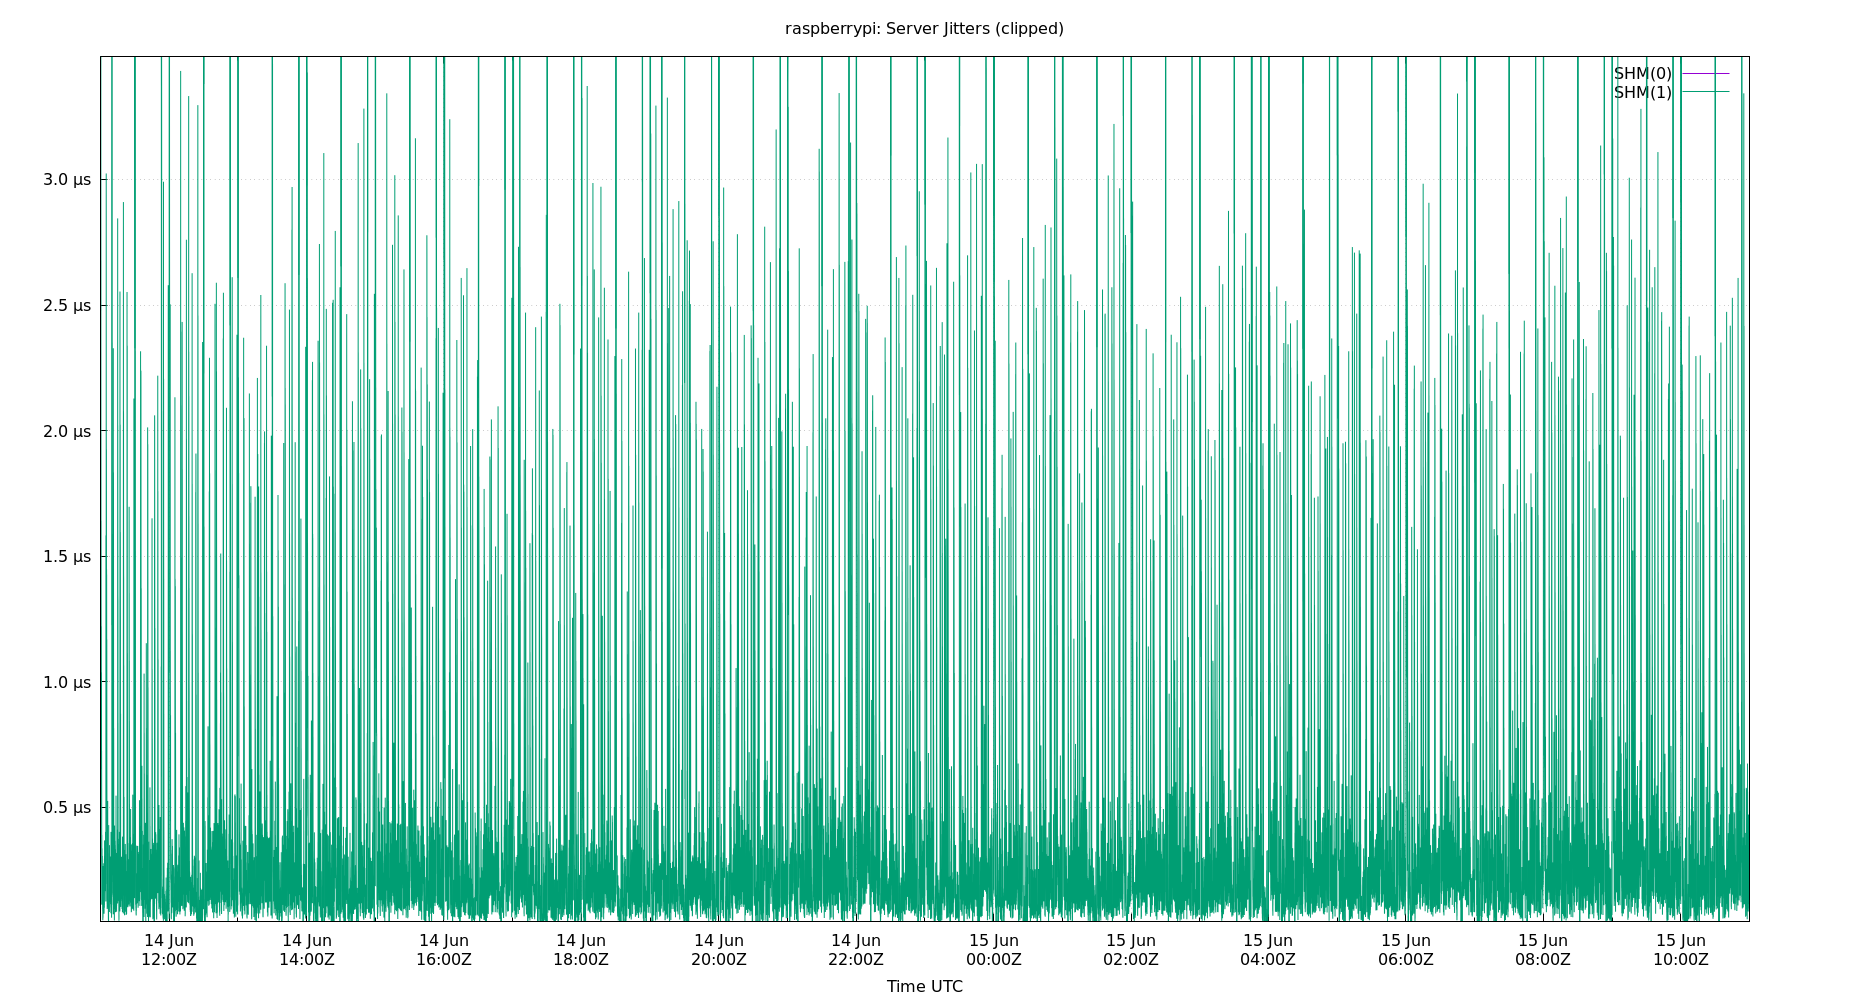 raspberrypi: Server Jitters (clipped)
SHM(0)
SHM(1)
3.0 µs
2.5 µs
2.0 µs
1.5 µs
1.0 µs
0.5 µs
14 Jun 14 Jun 14 Jun 14 Jun 14 Jun 14 Jun 15 Jun 15 Jun 15 Jun 15 Jun 15 Jun 15 Jun
12:00Z 14:00Z 16:00Z 18:00Z 20:00Z 22:00Z 00:00Z 02:00Z 04:00Z 06:00Z 08:00Z 10:00Z
Time UTC